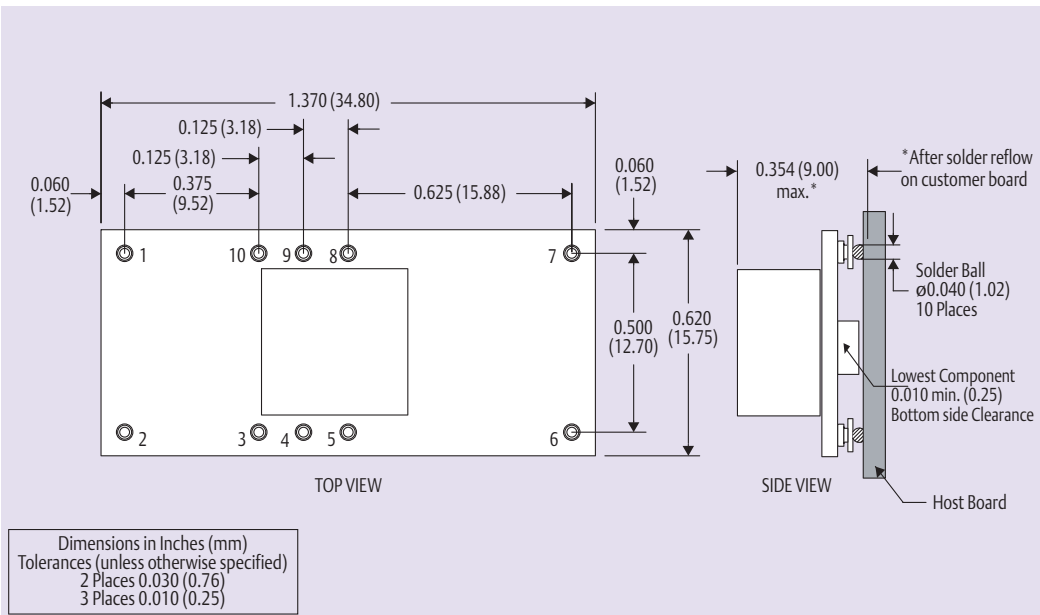 1.370 (34.80)
0.125 (3.18)
0.125 (3.18)
0.060
(1.52)
0.375
(9.52)
0.625 (15.88)
0.060
(1.52)
0.354 (9.00)
max.*
*After solder reflow
on customer board
1
10
9
8
7
0.500
(12.70)
0.620
(15.75)
Solder Ball
ø0.040 (1.02)
10 Places
Lowest Component
0.010 min. (0.25)
Bottom side Clearance
2
3
4
5
6
TOP VIEW
SIDE VIEW
Host Board
Dimensions in Inches (mm)
Tolerances (unless otherwise specified)
2 Places 0.030 (0.76)
3 Places 0.010 (0.25)